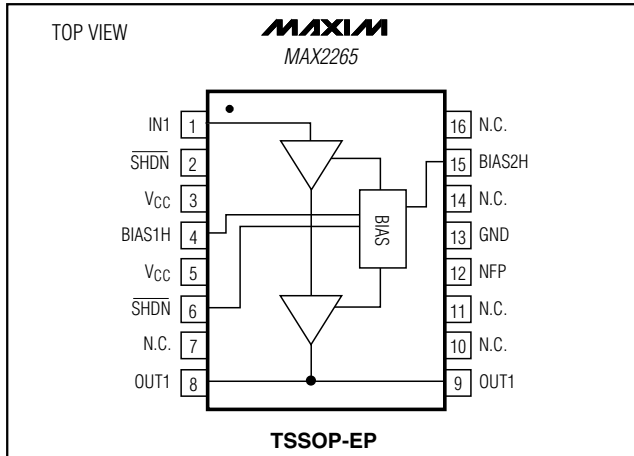 TOP VIEW
MAXIM
MAX2265
IN1 1
SHDN 2
VCC 3
BIAS1H 4
VCC 5
SHDN 6
N.C. 7
OUT1 8
16 N.C.
15 BIAS2H
14 N.C.
13 GND
12 NFP
11 N.C.
10 N.C.
9 OUT1
BIAS
TSSOP-EP